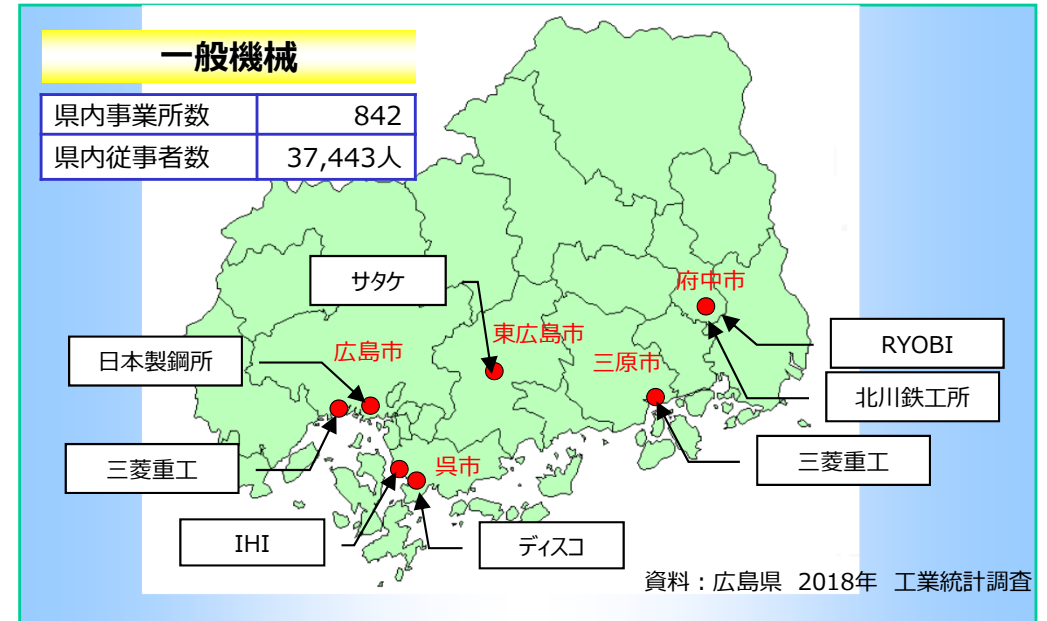 一般機械
県内事業所数 842
県内従事者数 37,443人
サタケ
府中市
東広島市
広島市
三原市
RYOBI
日本製鋼所
北川鉄工所
三菱重工
呉市
三菱重工
IHI
ディスコ
資料：広島県 2018年 工業統計調査